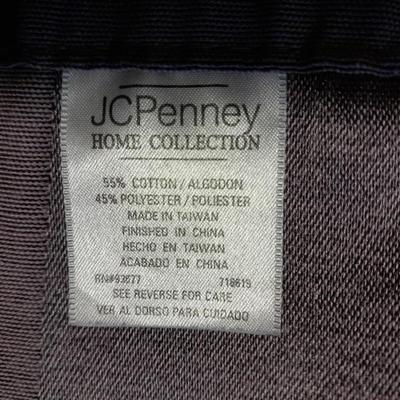 JCPenney
HOME COLLECTION
55% COTTON / ALGODON
45% POLYESTER / POLIESTER
MADE IN TAIWAN
FINISHED IN CHINA
HECHO EN TAIWAN
ACABADO EN CHINA
RN#93677 718619
SEE REVERSE FOR CARE
VER AL DORSO PARA CUIDADO